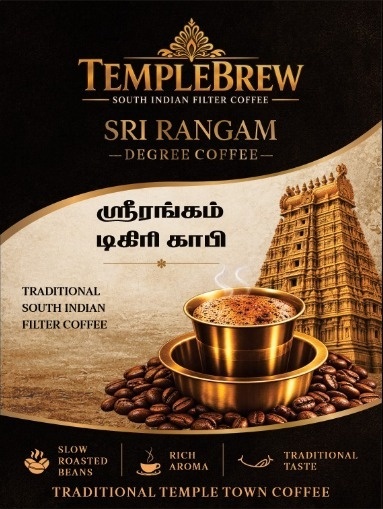 TEMPLEBREW
SOUTH INDIAN FILTER COFFEE
SRI RANGAM
DEGREE COFFEE
ஸ்ரீரங்கம்
டிகிரி காபி
TRADITIONAL
SOUTH INDIAN
FILTER COFFEE
SLOW
ROASTED
BEANS
RICH
AROMA
TRADITIONAL
TASTE
TRADITIONAL TEMPLE TOWN COFFEE